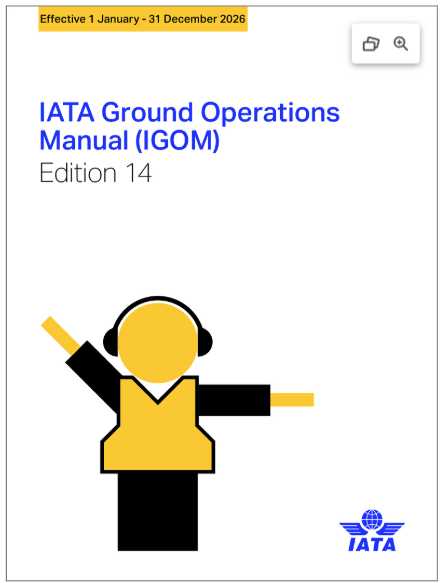 Effective 1 January - 31 December 2026
IATA Ground Operations
Manual (IGOM)
Edition 14
IATA